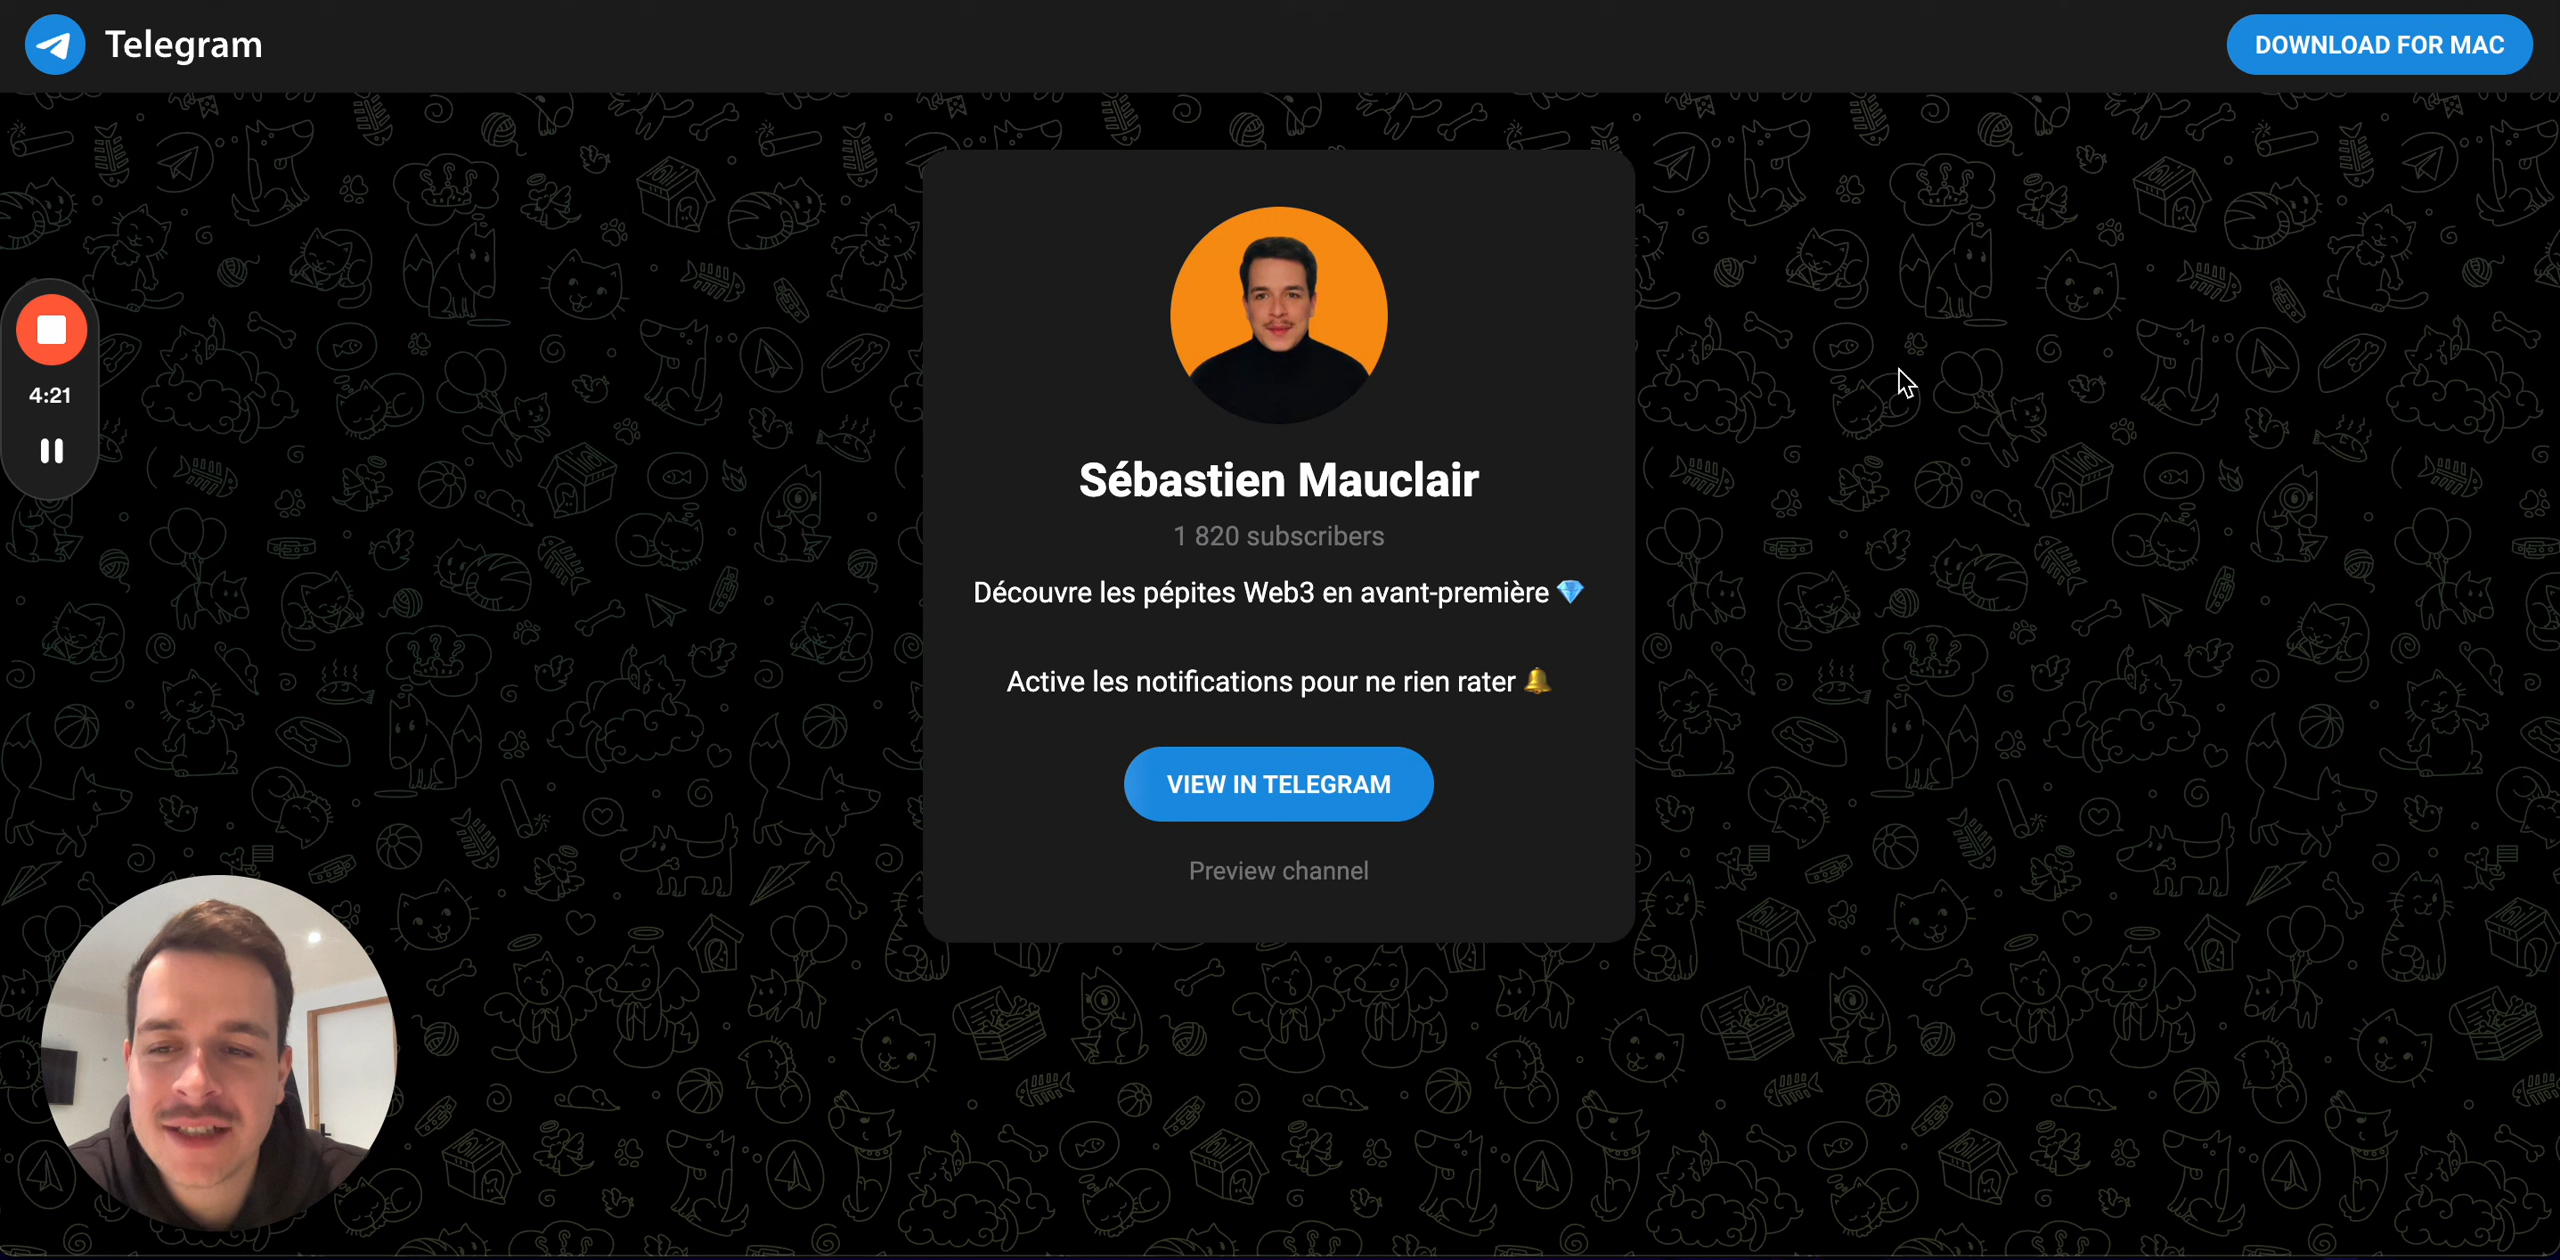 Telegram
DOWNLOAD FOR MAC
4:21
Sébastien Mauclair
1 820 subscribers
Découvre les pépites Web3 en avant-première 💎
Active les notifications pour ne rien rater 🔔
VIEW IN TELEGRAM
Preview channel